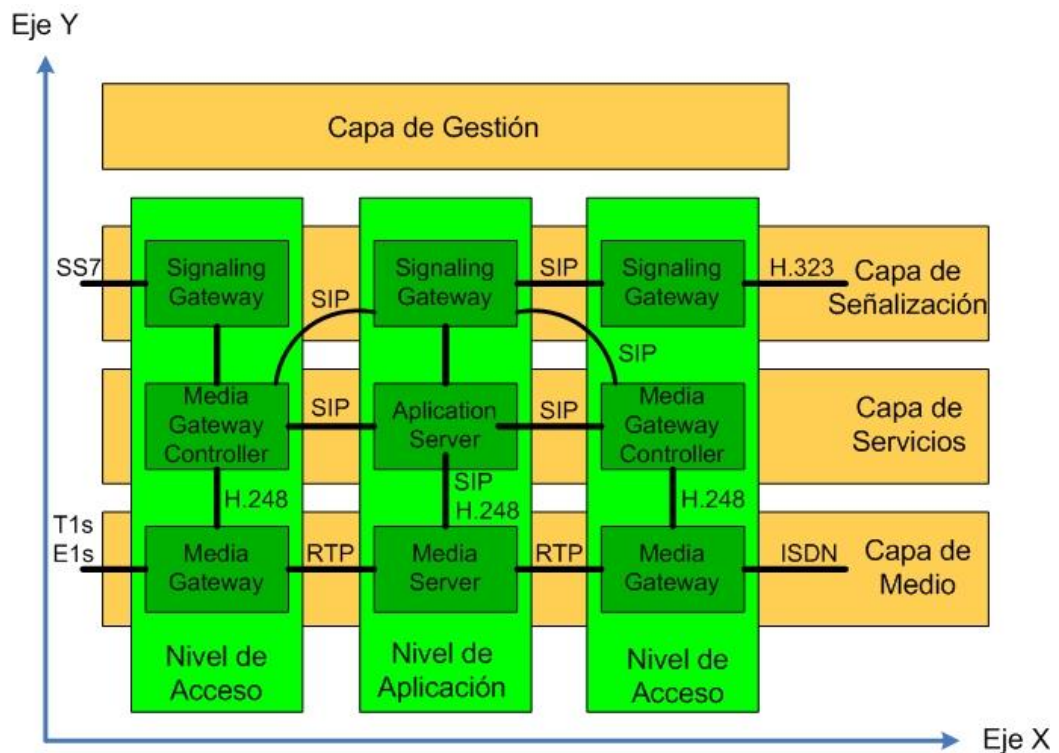 Eje Y
Capa de Gestión
SS7
Signaling
Gateway
SIP
Signaling
Gateway
SIP
Signaling
Gateway
H.323
Capa de
Señalización
SIP
Media
Gateway
Controller
SIP
Aplication
Server
SIP
Media
Gateway
Controller
Capa de
Servicios
H.248
SIP
H.248
H.248
T1s
E1s
Media
Gateway
RTP
Media
Server
RTP
Media
Gateway
ISDN
Capa de
Medio
Nivel de
Acceso
Nivel de
Aplicación
Nivel de
Acceso
Eje X